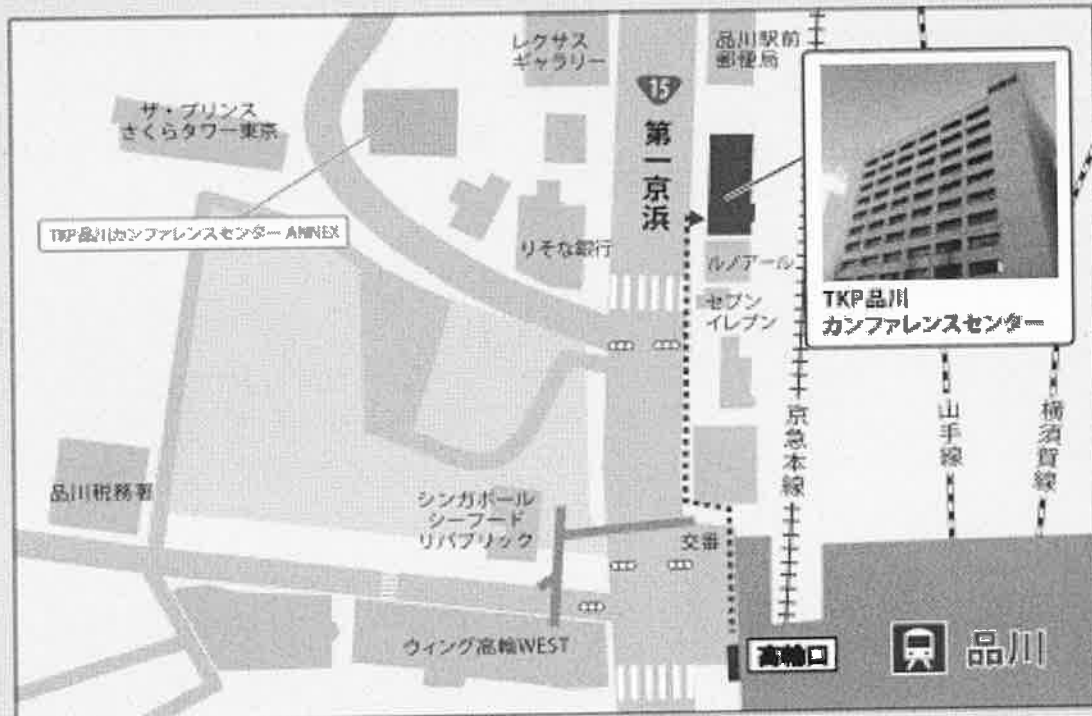 レクサス
ギャラリー
品川駅前
郵便局
15
第一京浜
ザ・プリンス
さくらタワー東京
TKP品川カンファレンスセンター ANNEX
りそな銀行
ルノアール
セブン
イレブン
TKP品川
カンファレンスセンター
京急本線
山手線
横須賀線
品川税務署
シンガポール
シーフード
リパブリック
交番
ウィング高輪WEST
高輪口
品川